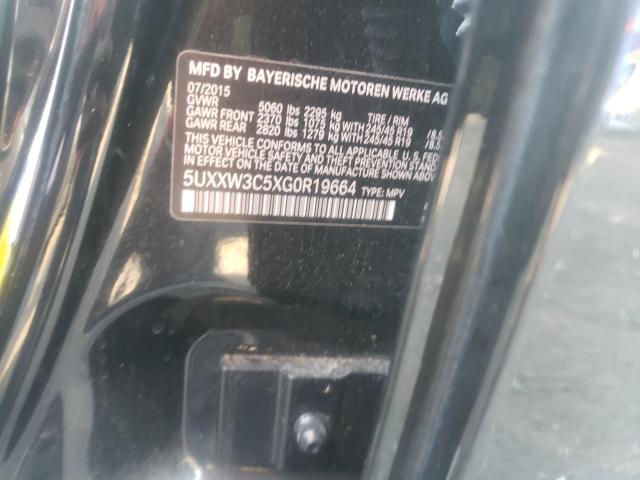 MFD BY BAYERISCHE MOTOREN WERKE AG
07/2015
GVWR 5060 lbs 2295 kg TIRE / RIM
GAWR FRONT 2370 lbs 1075 kg WITH 245/45 R19
GAWR REAR 2820 lbs 1279 kg WITH 245/45 R19
THIS VEHICLE CONFORMS TO ALL APPLICABLE U.S. FED
MOTOR VEHICLE SAFETY AND THEFT PREVENTION STAND
IN EFFECT ON THE DATE OF MANUFACTURE
5UXXW3C5XG0R19664 TYPE: MPV